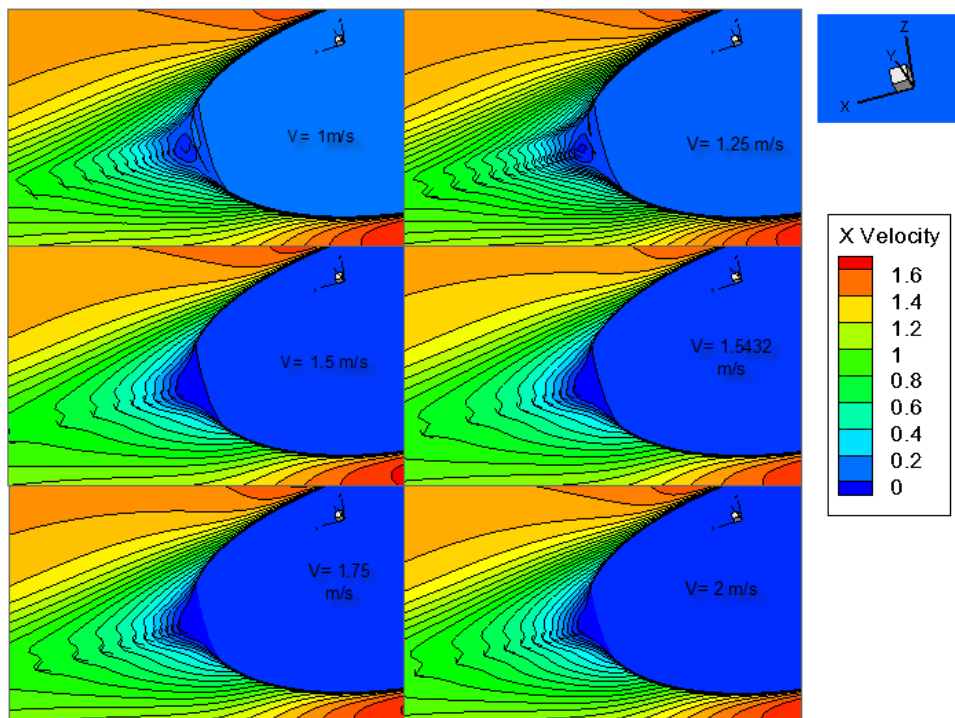 V= 1m/s
V= 1.25 m/s
Z
Y
X
V= 1.5 m/s
V= 1.5432
m/s
X Velocity
1.6
1.4
1.2
1
0.8
0.6
0.4
0.2
0
V= 1.75
m/s
V= 2 m/s